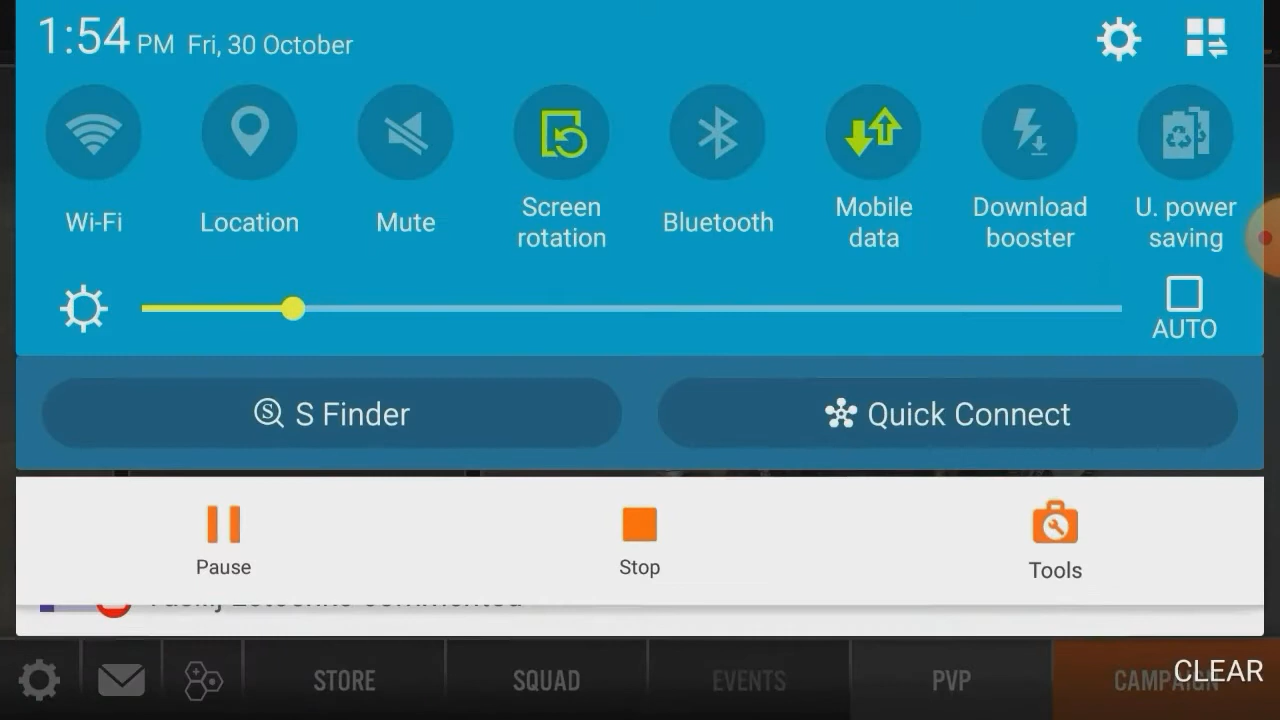 1:54 PM Fri, 30 October
Wi-Fi
Location
Mute
Screen
rotation
Bluetooth
Mobile
data
Download
booster
U. power
saving
AUTO
S Finder
Quick Connect
Pause
Stop
Tools
commented
STORE
SQUAD
EVENTS
PVP
CAMPAIGN
CLEAR